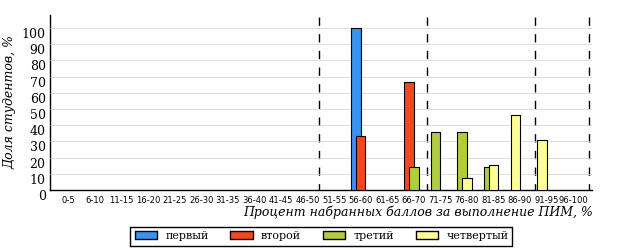 Доля студентов, %
100
90
80
70
60
50
40
30
20
10
0
0-5 6-10 11-15 16-20 21-25 26-30 31-35 36-40 41-45 46-50 51-55 56-60 61-65 66-70 71-75 76-80 81-85 86-90 91-95 96-100
Процент набранных баллов за выполнение ПИМ, %
первый второй третий четвертый